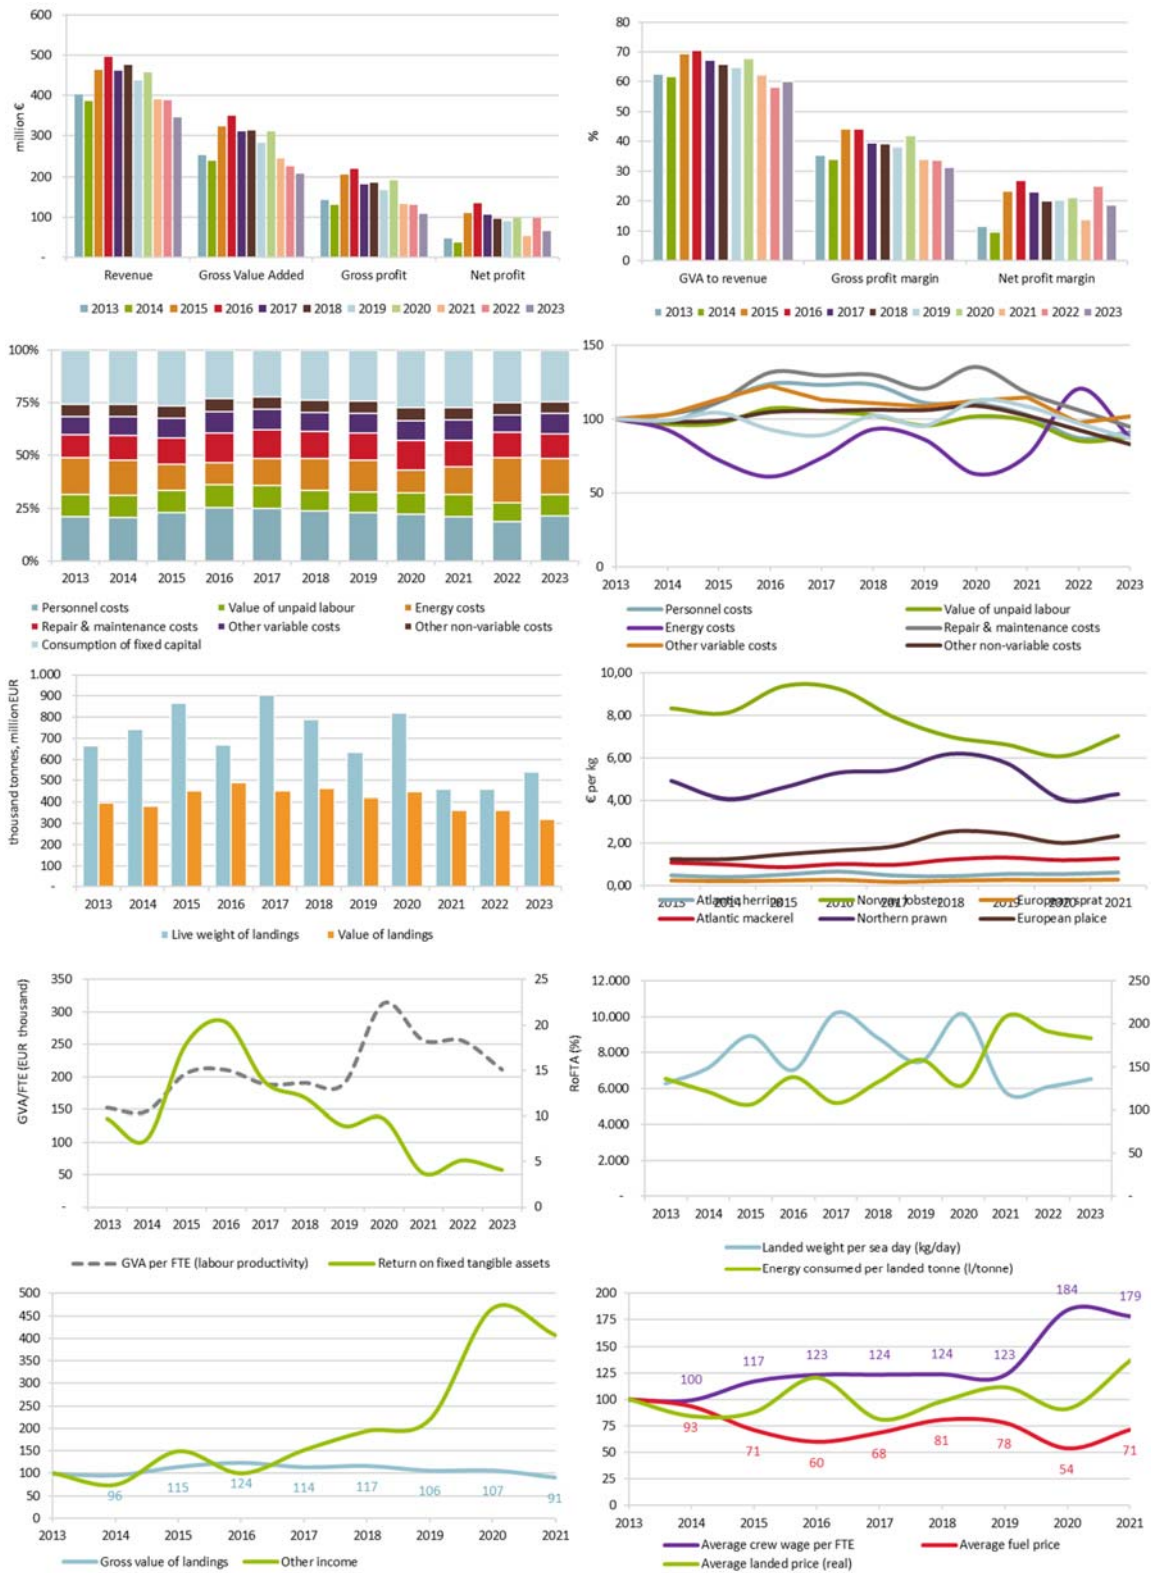 600
500
400
300
200
100
-
million €
Revenue Gross Value Added Gross profit Net profit
2013 2014 2015 2016 2017 2018 2019 2020 2021 2022 2023
80
70
60
50
40
30
20
10
0
%
GVA to revenue Gross profit margin Net profit margin
2013 2014 2015 2016 2017 2018 2019 2020 2021 2022 2023
100%
75%
50%
25%
0%
2013 2014 2015 2016 2017 2018 2019 2020 2021 2022 2023
Personnel costs Value of unpaid labour Energy costs
Repair & maintenance costs Other variable costs Other non-variable costs
Consumption of fixed capital
150
100
50
0
2013 2014 2015 2016 2017 2018 2019 2020 2021 2022 2023
Personnel costs Value of unpaid labour
Energy costs Repair & maintenance costs
Other variable costs Other non-variable costs
1.000
900
800
700
600
500
400
300
200
100
-
thousand tonnes, million EUR
2013 2014 2015 2016 2017 2018 2019 2020 2021 2022 2023
Live weight of landings Value of landings
10,00
8,00
6,00
4,00
2,00
0,00
€ per kg
2013 2014 2015 2016 2017 2018 2019 2020 2021
Atlantic herring Norway lobster European sprat
Atlantic mackerel Northern prawn European plaice
350
300
250
200
150
100
50
-
GVA/FTE (EUR thousand)
25
20
15
10
5
0
RoFTA (%)
2013 2014 2015 2016 2017 2018 2019 2020 2021 2022 2023
GVA per FTE (labour productivity) Return on fixed tangible assets
12.000
10.000
8.000
6.000
4.000
2.000
-
250
200
150
100
50
-
2013 2014 2015 2016 2017 2018 2019 2020 2021 2022 2023
Landed weight per sea day (kg/day)
Energy consumed per landed tonne (l/tonne)
500
450
400
350
300
250
200
150
100
50
0
96 115 124 114 117 106 107 91
2013 2014 2015 2016 2017 2018 2019 2020 2021
Gross value of landings Other income
200
175
150
125
100
75
50
25
0
100 117 123 124 124 123 184 179
93 71 60 68 81 78 54 71
2013 2014 2015 2016 2017 2018 2019 2020 2021
Average crew wage per FTE Average fuel price
Average landed price (real)